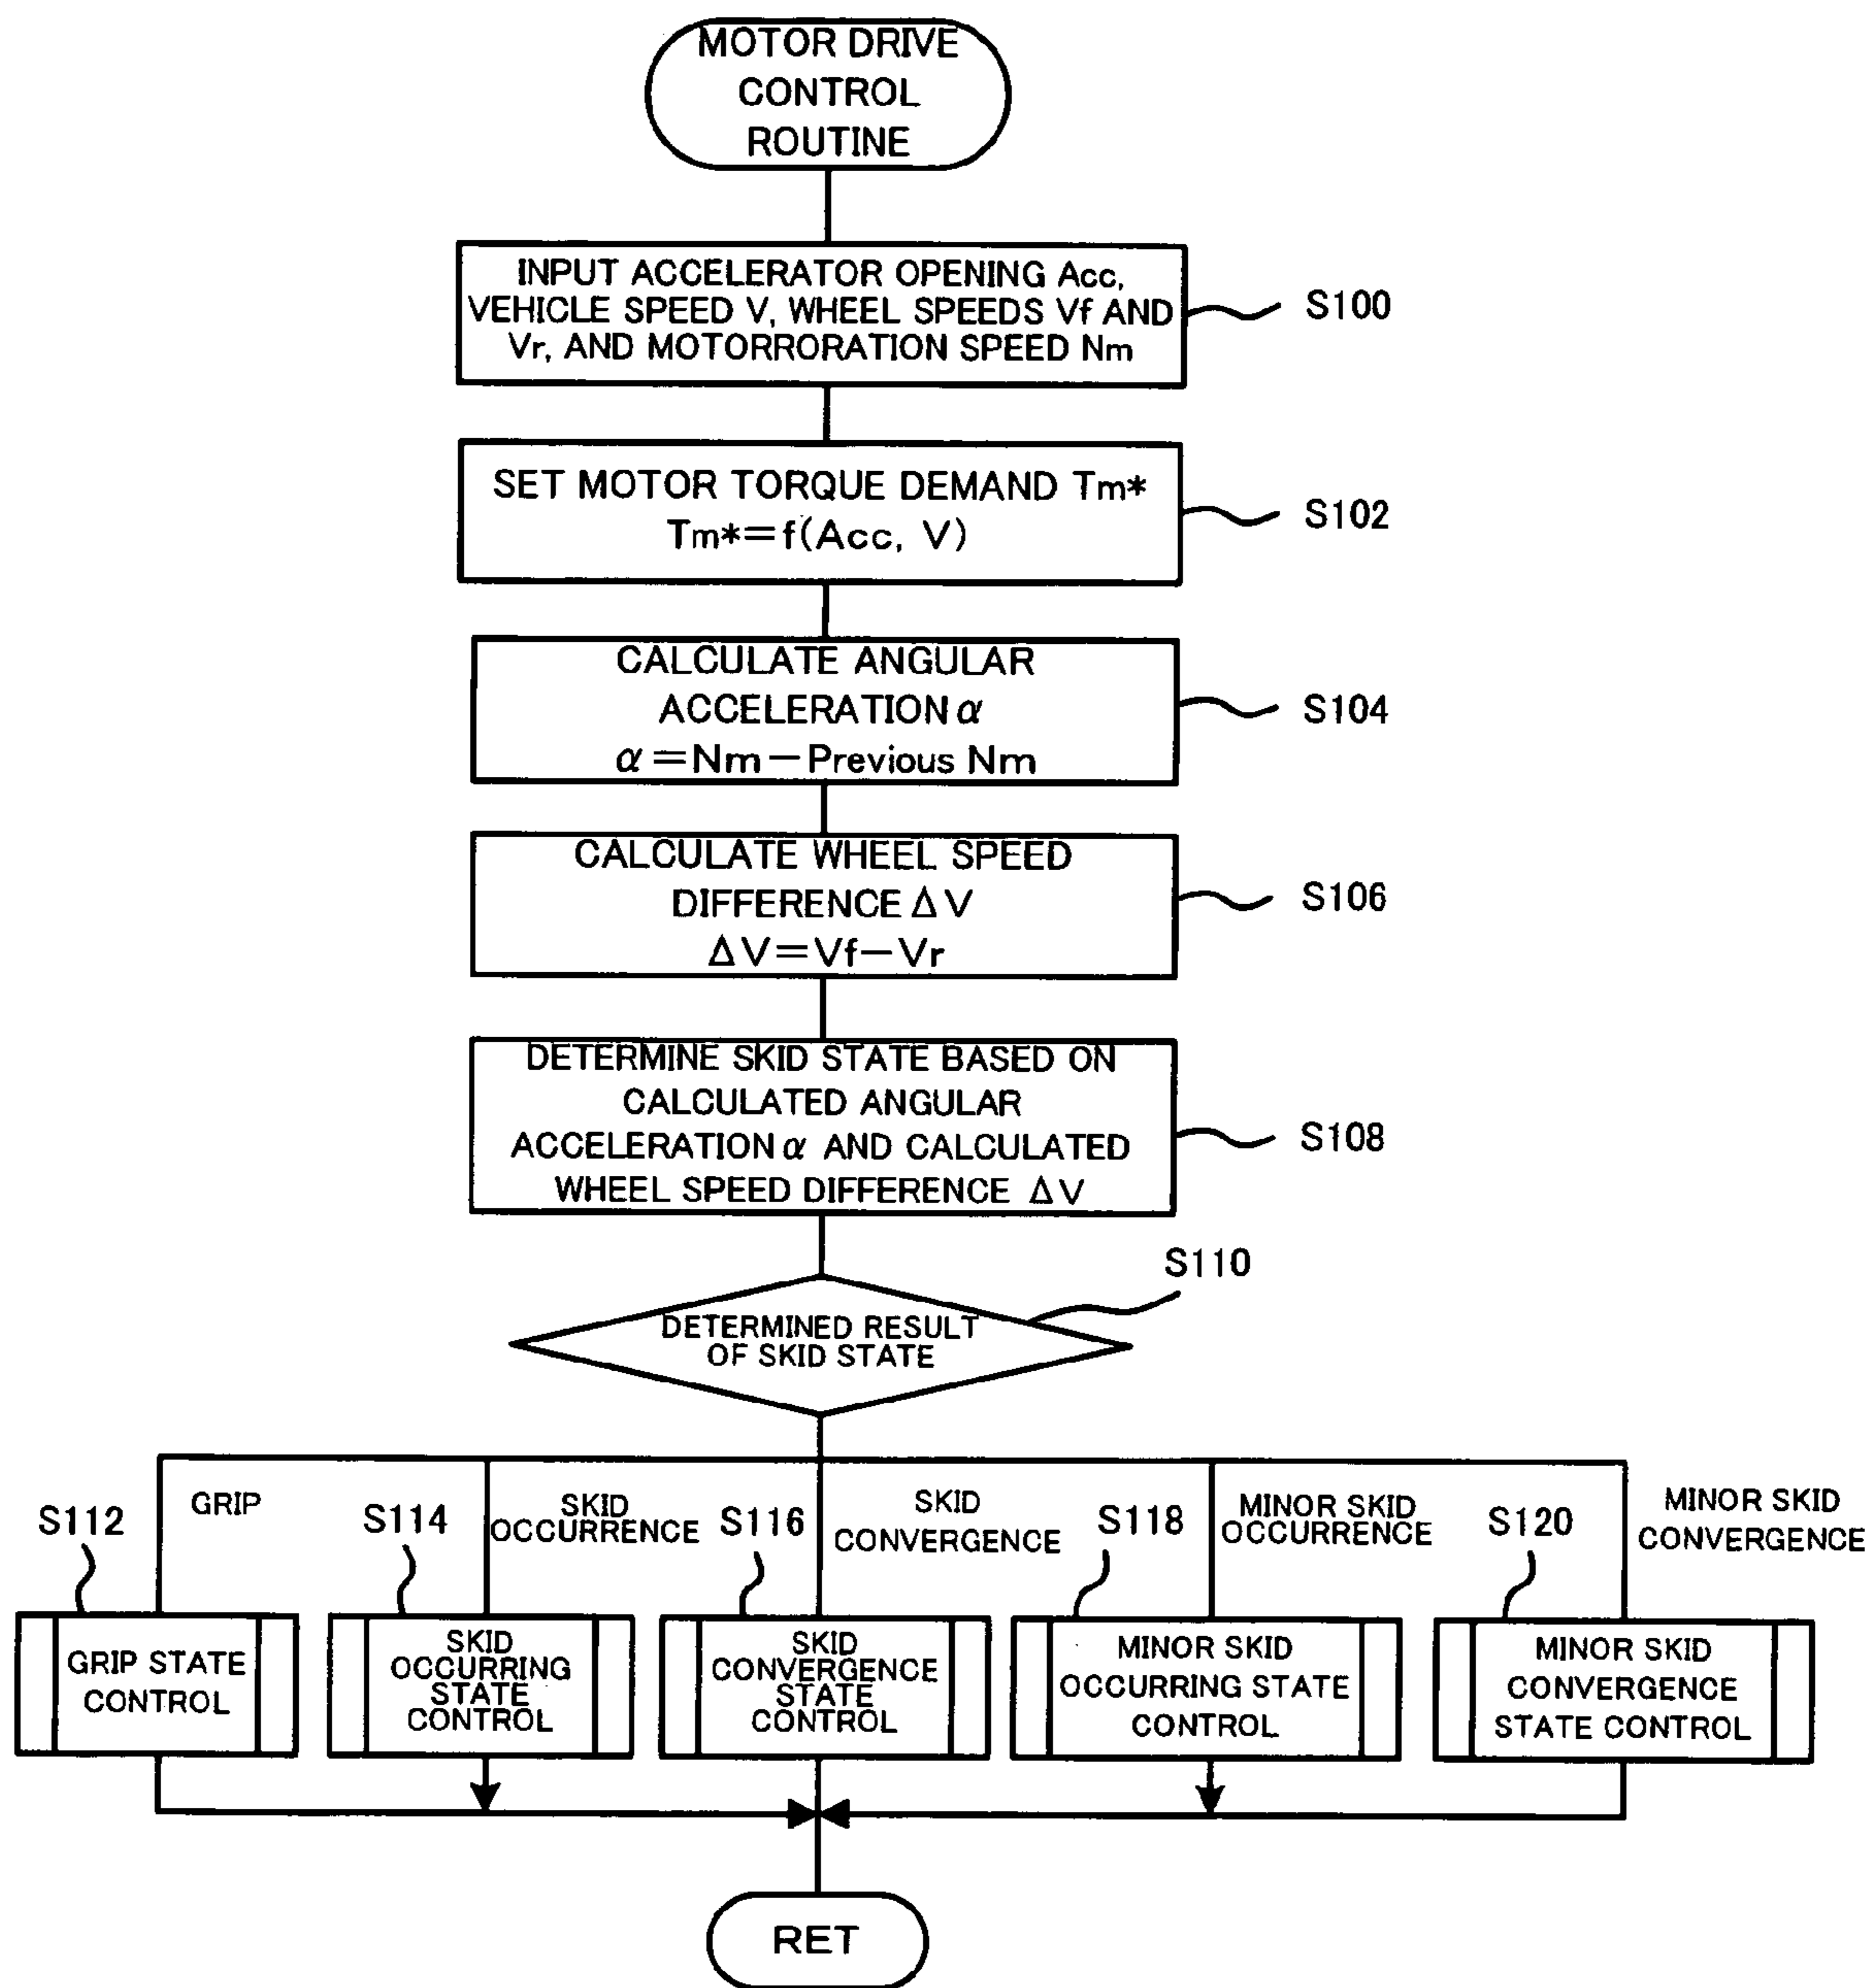 MOTOR DRIVE
CONTROL
ROUTINE
INPUT ACCELERATOR OPENING Acc,
VEHICLE SPEED V, WHEEL SPEEDS Vf AND
Vr, AND MOTORRORATION SPEED Nm
S100
SET MOTOR TORQUE DEMAND Tm*
Tm*=f(Acc, V)
S102
CALCULATE ANGULAR
ACCELERATION α
α=Nm-Previous Nm
S104
CALCULATE WHEEL SPEED
DIFFERENCE ΔV
ΔV=Vf-Vr
S106
DETERMINE SKID STATE BASED ON
CALCULATED ANGULAR
ACCELERATION α AND CALCULATED
WHEEL SPEED DIFFERENCE ΔV
S108
S110
DETERMINED RESULT
OF SKID STATE
GRIP
SKID
OCCURRENCE
SKID
CONVERGENCE
MINOR SKID
OCCURRENCE
MINOR SKID
CONVERGENCE
S112
S114
S116
S118
S120
GRIP STATE
CONTROL
SKID
OCCURRING
STATE
CONTROL
SKID
CONVERGENCE
STATE
CONTROL
MINOR SKID
OCCURRING STATE
CONTROL
MINOR SKID
CONVERGENCE
STATE CONTROL
RET